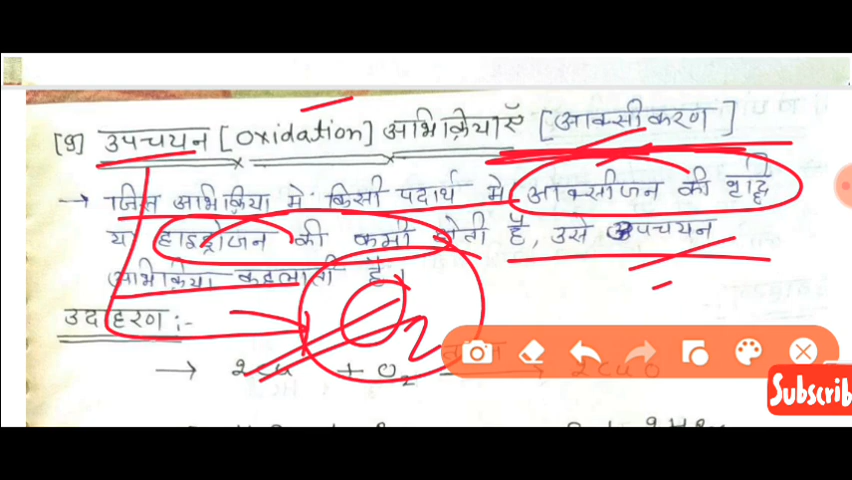 [9] उपचयन [oxidation] अभिक्रियाएँ [आक्सीकरण]
→ जिस अभिक्रिया मे किसी पदार्थ मे आक्सीजन की वृद्धि
या हाइड्रोजन की कमी होती है, उसे उपचयन
अभिक्रिया कहलाती है।
उदाहरण :-
→ 2Cu + O₂ → 2CuO
Subscrib